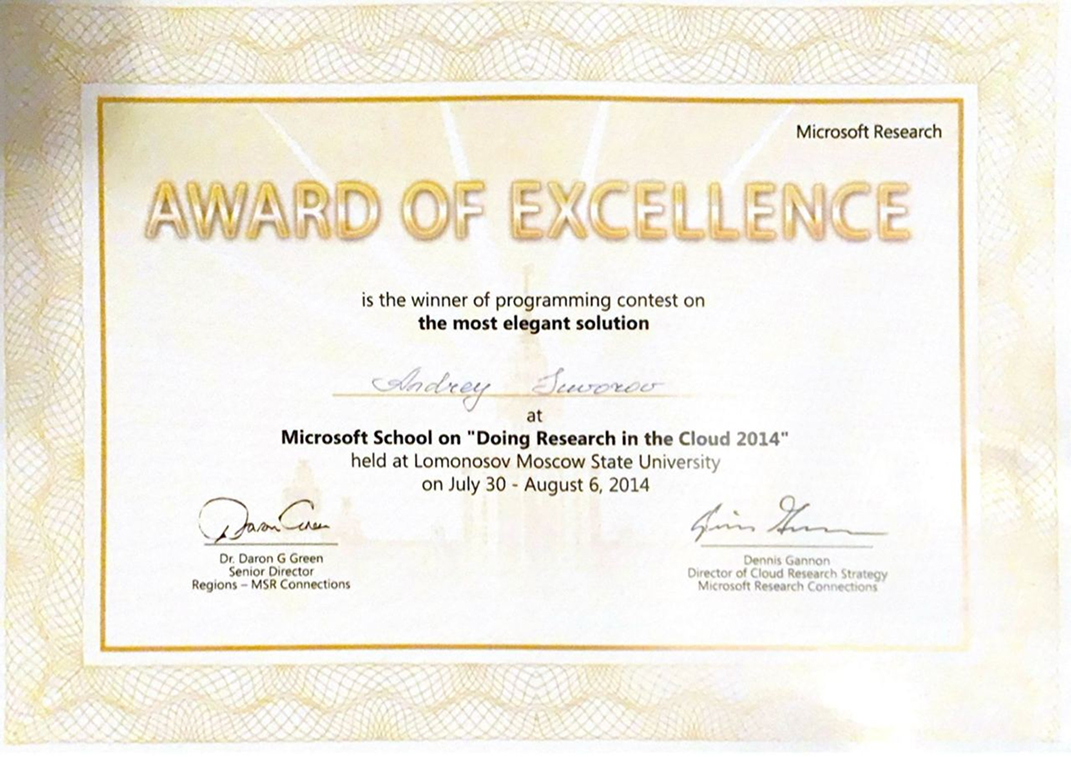 Microsoft Research
AWARD OF EXCELLENCE
is the winner of programming contest on
the most elegant solution
Andrey Suvorov
at
Microsoft School on "Doing Research in the Cloud 2014"
held at Lomonosov Moscow State University
on July 30 - August 6, 2014
Daron Green
Dr. Daron G Green
Senior Director
Regions – MSR Connections
Dennis Gannon
Director of Cloud Research Strategy
Microsoft Research Connections